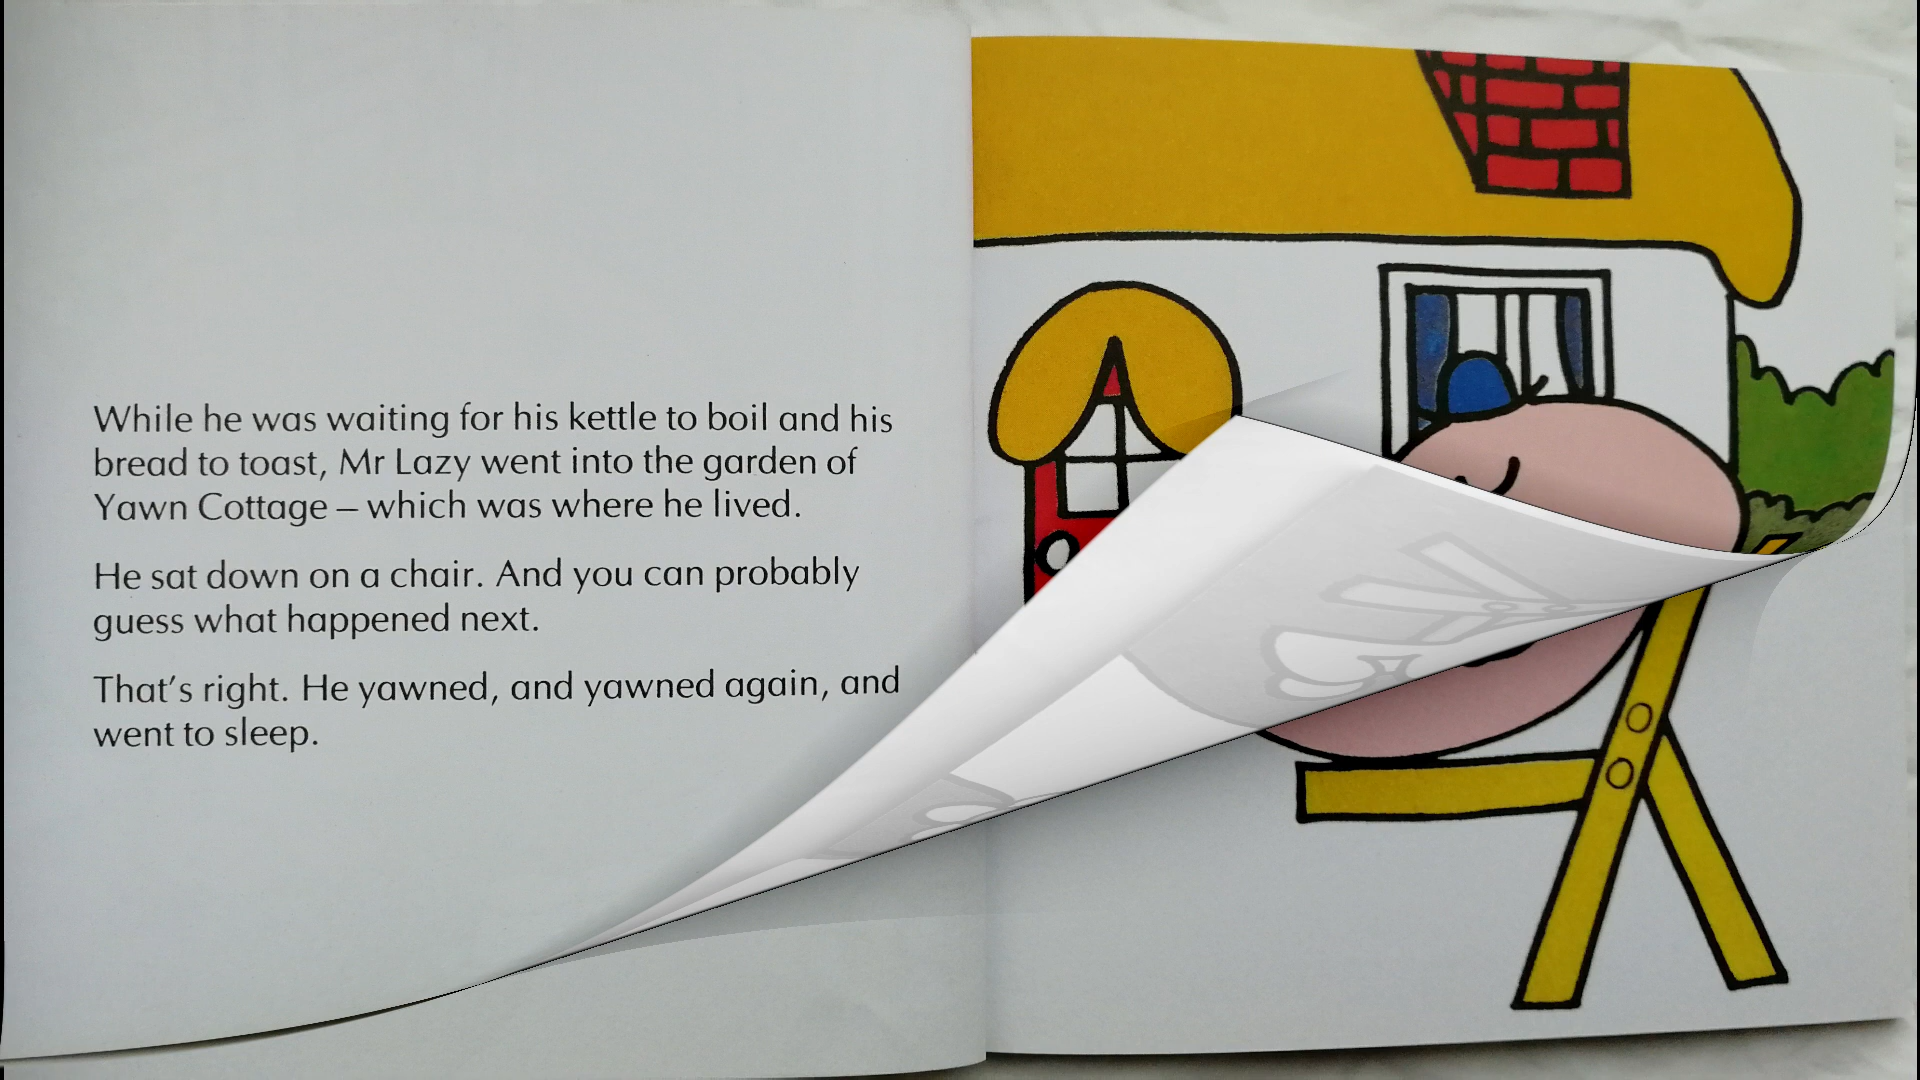 While he was waiting for his kettle to boil and his
bread to toast, Mr Lazy went into the garden of
Yawn Cottage – which was where he lived.
He sat down on a chair. And you can probably
guess what happened next.
That's right. He yawned, and yawned again, and
went to sleep.